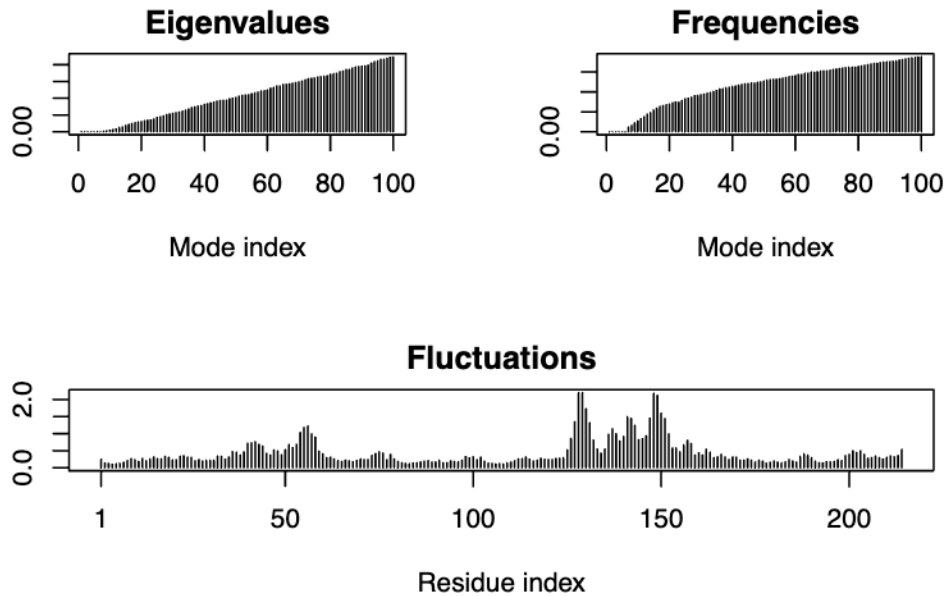 Eigenvalues
0.00
0 20 40 60 80 100
Mode index
Frequencies
0.00
0 20 40 60 80 100
Mode index
Fluctuations
2.0
0.0
1 50 100 150 200
Residue index